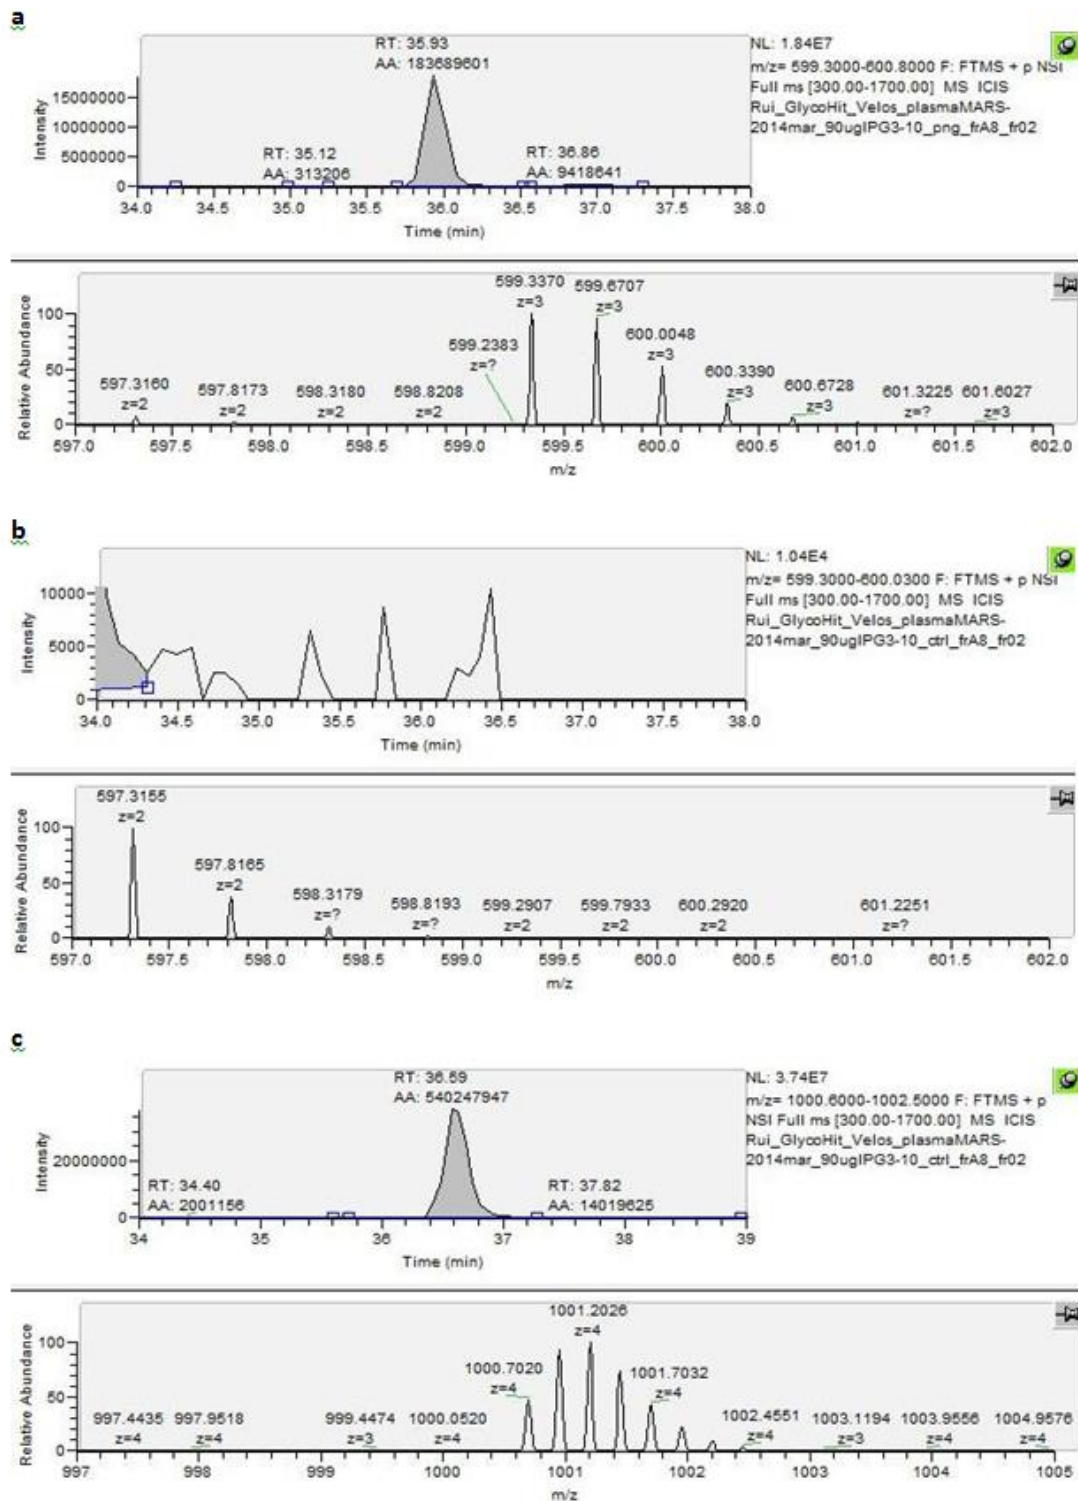 a
RT: 35.93
AA: 183689601
RT: 35.12
AA: 313206
RT: 36.86
AA: 9418641
15000000
10000000
5000000
0
Intensity
34.0 34.5 35.0 35.5 36.0 36.5 37.0 37.5 38.0
Time (min)
NL: 1.84E7
m/z= 599.3000-600.8000 F: FTMS + p NSI
Full ms [300.00-1700.00] MS ICIS
Rui_GlycoHit_Velos_plasmaMARS-
2014mar_90ugIPG3-10_png_frA8_fr02
599.3370
z=3
599.6707
z=3
599.2383
z=?
600.0048
z=3
597.3160
z=2
597.8173
z=2
598.3180
z=2
598.8208
z=2
600.3390
z=3
600.6728
z=3
601.3225
z=?
601.6027
z=3
100
50
0
Relative Abundance
597.0 597.5 598.0 598.5 599.0 599.5 600.0 600.5 601.0 601.5 602.0
m/z
b
10000
5000
0
Intensity
34.0 34.5 35.0 35.5 36.0 36.5 37.0 37.5 38.0
Time (min)
NL: 1.04E4
m/z= 599.3000-600.0300 F: FTMS + p NSI
Full ms [300.00-1700.00] MS ICIS
Rui_GlycoHit_Velos_plasmaMARS-
2014mar_90ugIPG3-10_ctrl_frA8_fr02
597.3155
z=2
597.8165
z=2
598.3179
z=?
598.8193
z=?
599.2907
z=2
599.7933
z=2
600.2920
z=2
601.2251
z=?
100
50
0
Relative Abundance
597.0 597.5 598.0 598.5 599.0 599.5 600.0 600.5 601.0 601.5 602.0
m/z
c
RT: 36.59
AA: 540247947
RT: 34.40
AA: 2001156
RT: 37.82
AA: 14019625
20000000
0
Intensity
34 35 36 37 38 39
Time (min)
NL: 3.74E7
m/z= 1000.6000-1002.5000 F: FTMS + p
NSI Full ms [300.00-1700.00] MS ICIS
Rui_GlycoHit_Velos_plasmaMARS-
2014mar_90ugIPG3-10_ctrl_frA8_fr02
1001.2026
z=4
1000.7020
z=4
1001.7032
z=4
997.4435
z=4
997.9518
z=4
999.4474
z=3
1000.0520
z=4
1002.4551
z=4
1003.1194
z=3
1003.9556
z=4
1004.9576
z=4
100
50
0
Relative Abundance
997 998 999 1000 1001 1002 1003 1004 1005
m/z